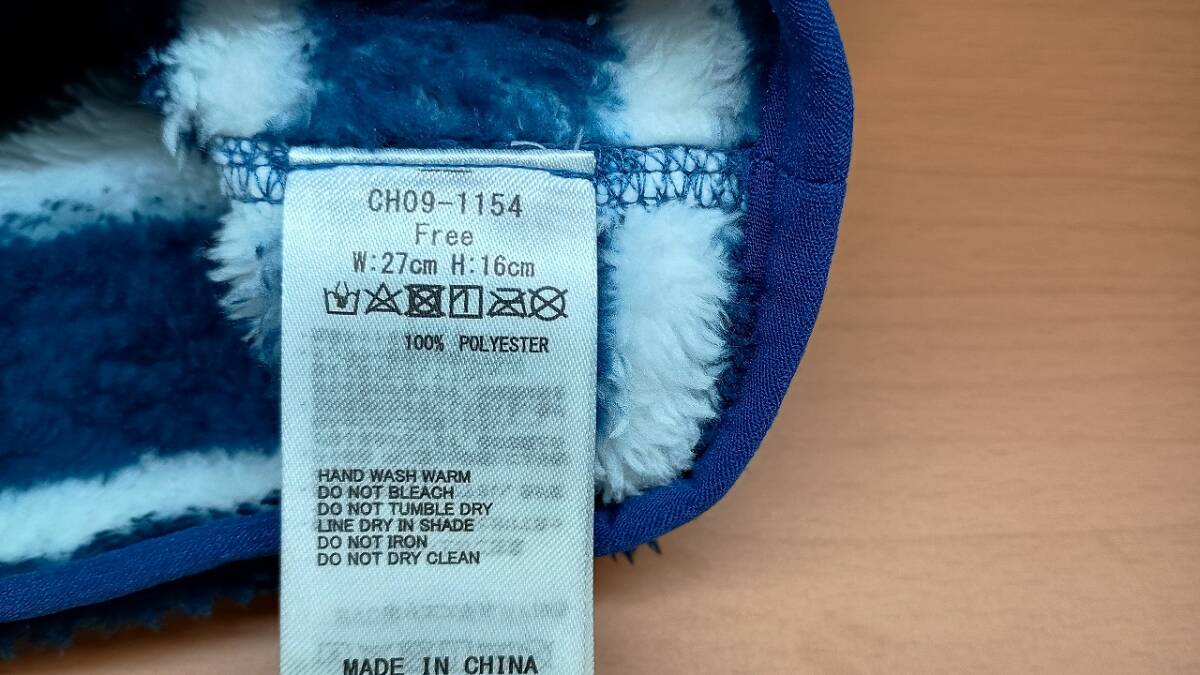 CH09-1154
Free
W:27cm H:16cm
100% POLYESTER
HAND WASH WARM
DO NOT BLEACH
DO NOT TUMBLE DRY
LINE DRY IN SHADE
DO NOT IRON
DO NOT DRY CLEAN
MADE IN CHINA